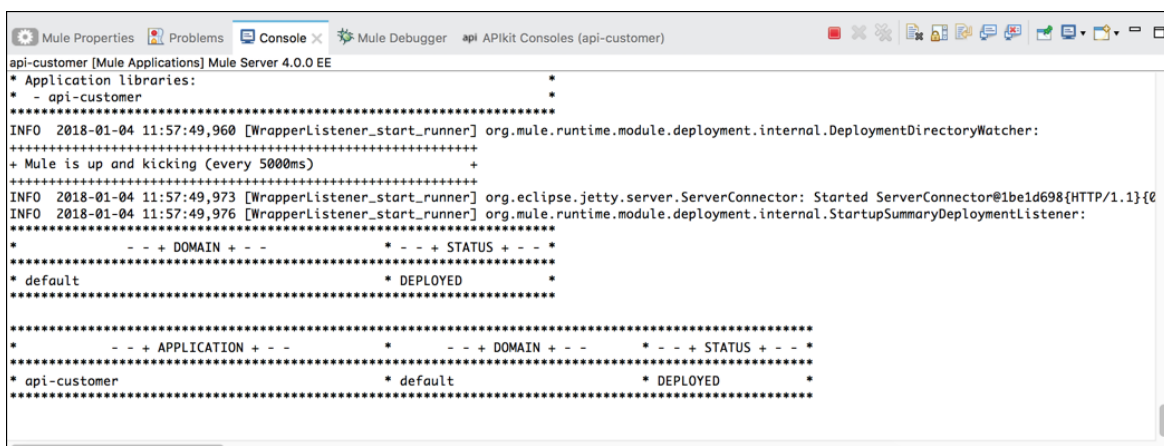 Mule Properties Problems Console Mule Debugger api APIkit Consoles (api-customer)
api-customer [Mule Applications] Mule Server 4.0.0 EE
* Application libraries: *
* - api-customer *
**********************************************************************
INFO 2018-01-04 11:57:49,960 [WrapperListener_start_runner] org.mule.runtime.module.deployment.internal.DeploymentDirectoryWatcher:
++++++++++++++++++++++++++++++++++++++++++++++++++++++++++++
+ Mule is up and kicking (every 5000ms) +
++++++++++++++++++++++++++++++++++++++++++++++++++++++++++++
INFO 2018-01-04 11:57:49,973 [WrapperListener_start_runner] org.eclipse.jetty.server.ServerConnector: Started ServerConnector@1be1d698{HTTP/1.1}{0
INFO 2018-01-04 11:57:49,976 [WrapperListener_start_runner] org.mule.runtime.module.deployment.internal.StartupSummaryDeploymentListener:
**********************************************************************
* - - + DOMAIN + - - * - - + STATUS + - - *
**********************************************************************
* default * DEPLOYED *
**********************************************************************
*******************************************************************************************************
* - - + APPLICATION + - - * - - + DOMAIN + - - * - - + STATUS + - - *
*******************************************************************************************************
* api-customer * default * DEPLOYED *
*******************************************************************************************************